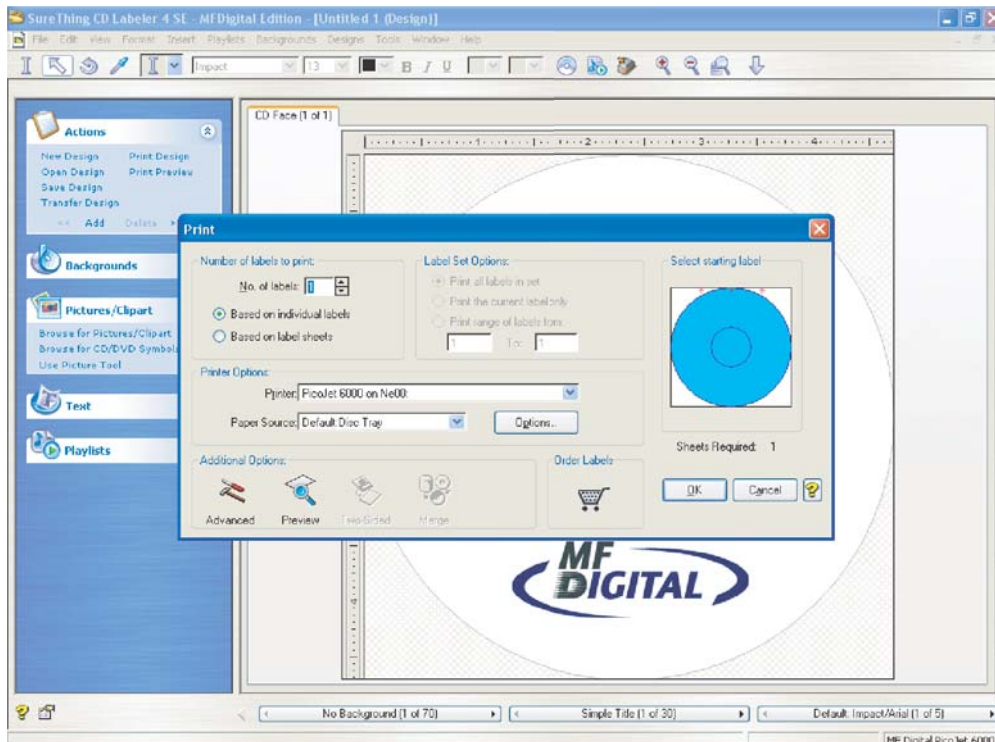 SureThing CD Labeler 4 SE - MFDigital Edition - [Untitled 1 (Design)]
File Edit View Format Insert Playlists Backgrounds Designs Tools Window Help
Impact 13 B I U
CD Face (1 of 1)
Actions
New Design Print Design
Open Design Print Preview
Save Design
Transfer Design
<< Add Delete >
Backgrounds
Pictures/Clipart
Browse for Pictures/Clipart
Browse for CD/DVD Symbols
Use Picture Tool
Text
Playlists
1 2 3 4
Print
Number of labels to print:
No. of labels: 1
Based on individual labels
Based on label sheets
Label Set Options:
Print all labels in set
Print the current label only
Print range of labels from:
1 To: 1
Select starting label
Printer Options:
Printer: PicoJet 6000 on Ne00:
Paper Source: Default Disc Tray Options...
Sheets Required: 1
Additional Options:
Advanced Preview Two-Sided Merge
Order Labels
OK Cancel
4
MF
DIGITAL
No Background (1 of 70) Simple Title (1 of 30) Default: Impact/Arial (1 of 5)
MF Digital PicoJet 6000